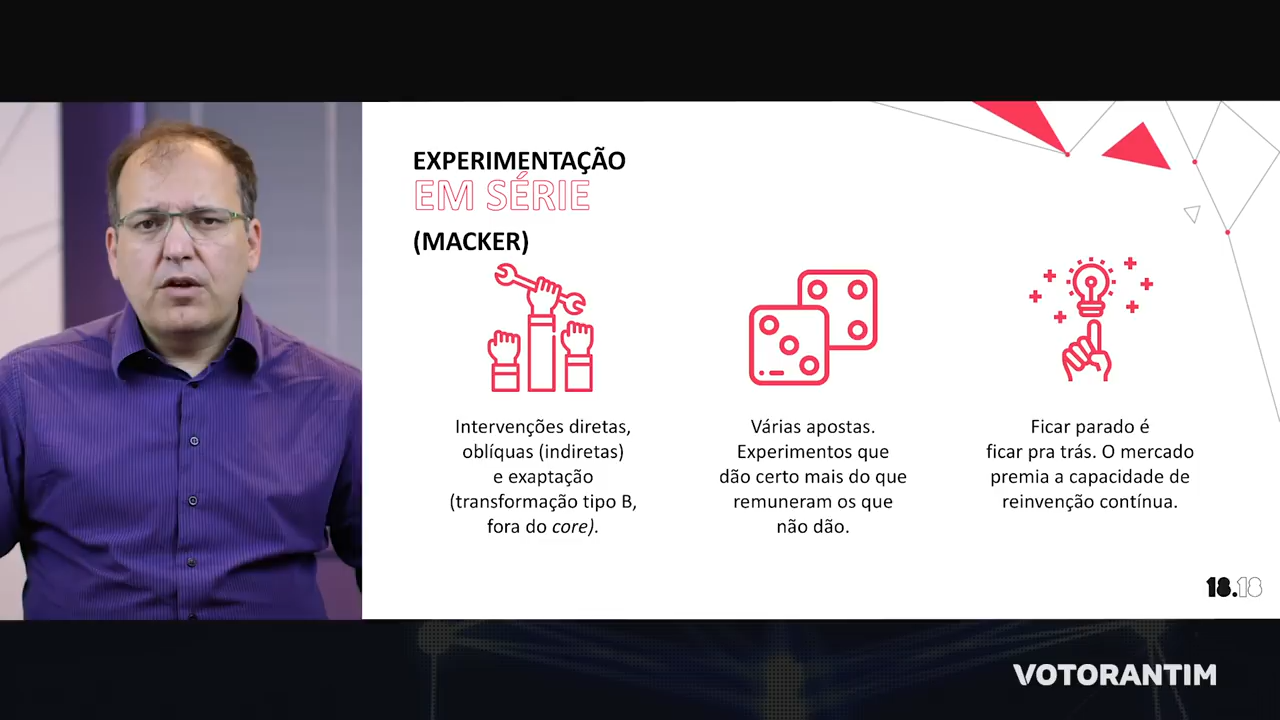 EXPERIMENTAÇÃO
EM SÉRIE
(MACKER)
Intervenções diretas,
oblíquas (indiretas)
e exaptação
(transformação tipo B,
fora do core).
Várias apostas.
Experimentos que
dão certo mais do que
remuneram os que
não dão.
Ficar parado é
ficar pra trás. O mercado
premia a capacidade de
reinvenção contínua.
18.18
VOTORANTIM